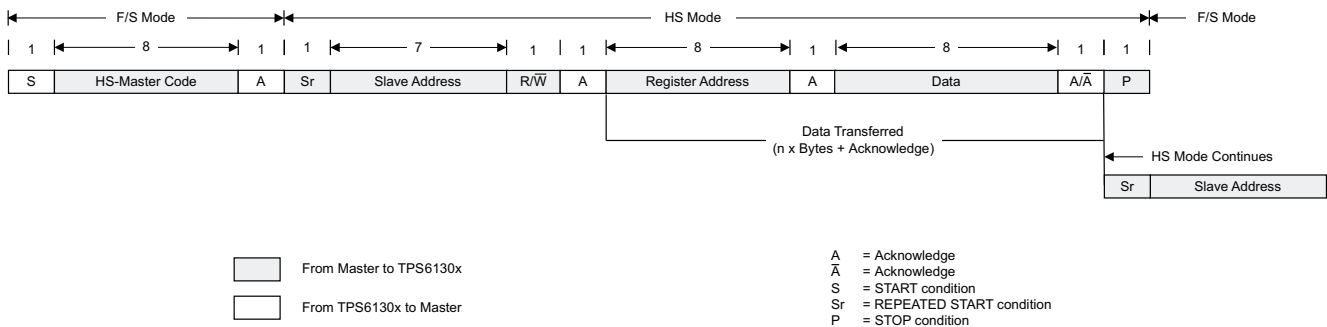 F/S Mode HS Mode F/S Mode
1 8 1 1 7 1 1 8 1 8 1 1
S HS-Master Code A Sr Slave Address R/W̅ A Register Address A Data A/A̅ P
Data Transferred
(n x Bytes + Acknowledge)
HS Mode Continues
Sr Slave Address
From Master to TPS6130x
From TPS6130x to Master
A = Acknowledge
A̅ = Acknowledge
S = START condition
Sr = REPEATED START condition
P = STOP condition